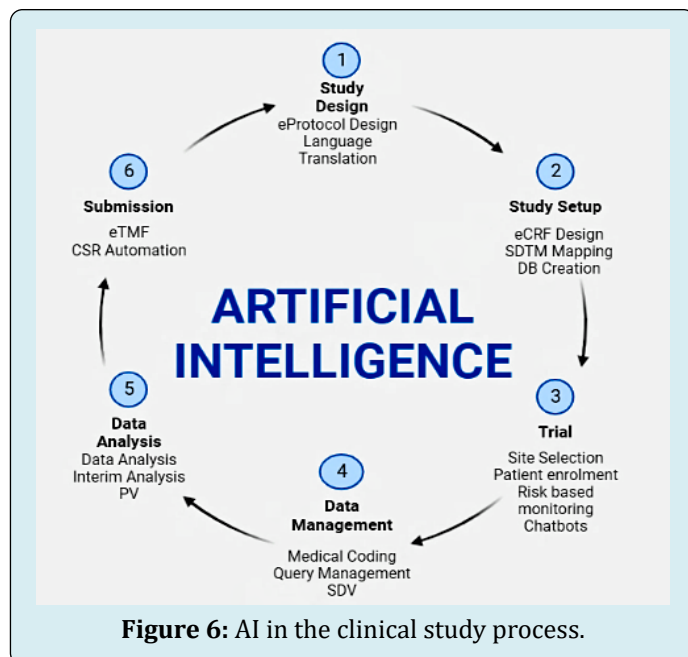 1
Study
Design
eProtocol Design
Language
Translation
2
Study Setup
eCRF Design
SDTM Mapping
DB Creation
3
Trial
Site Selection
Patient enrolment
Risk based
monitoring
Chatbots
4
Data
Management
Medical Coding
Query Management
SDV
5
Data
Analysis
Data Analysis
Interim Analysis
PV
6
Submission
eTMF
CSR Automation
ARTIFICIAL
INTELLIGENCE
Figure 6: AI in the clinical study process.